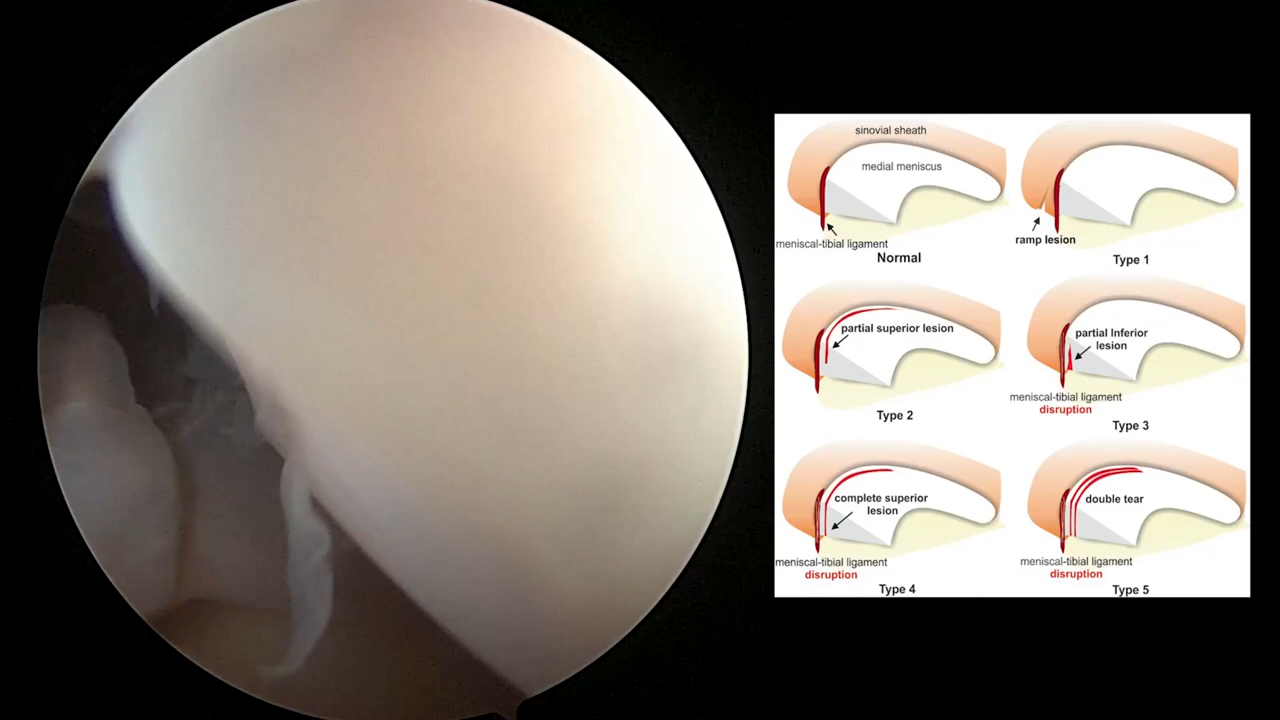 sinovial sheath
medial meniscus
meniscal-tibial ligament
Normal
ramp lesion
Type 1
partial superior lesion
Type 2
partial Inferior
lesion
meniscal-tibial ligament
disruption
Type 3
complete superior
lesion
meniscal-tibial ligament
disruption
Type 4
double tear
meniscal-tibial ligament
disruption
Type 5